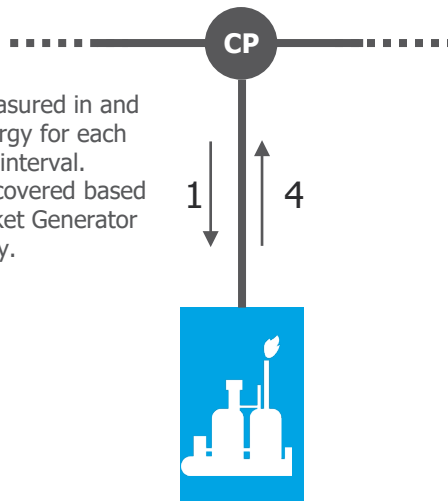 CP
asured in and
rgy for each
interval.
covered based
ket Generator
y.
1
4